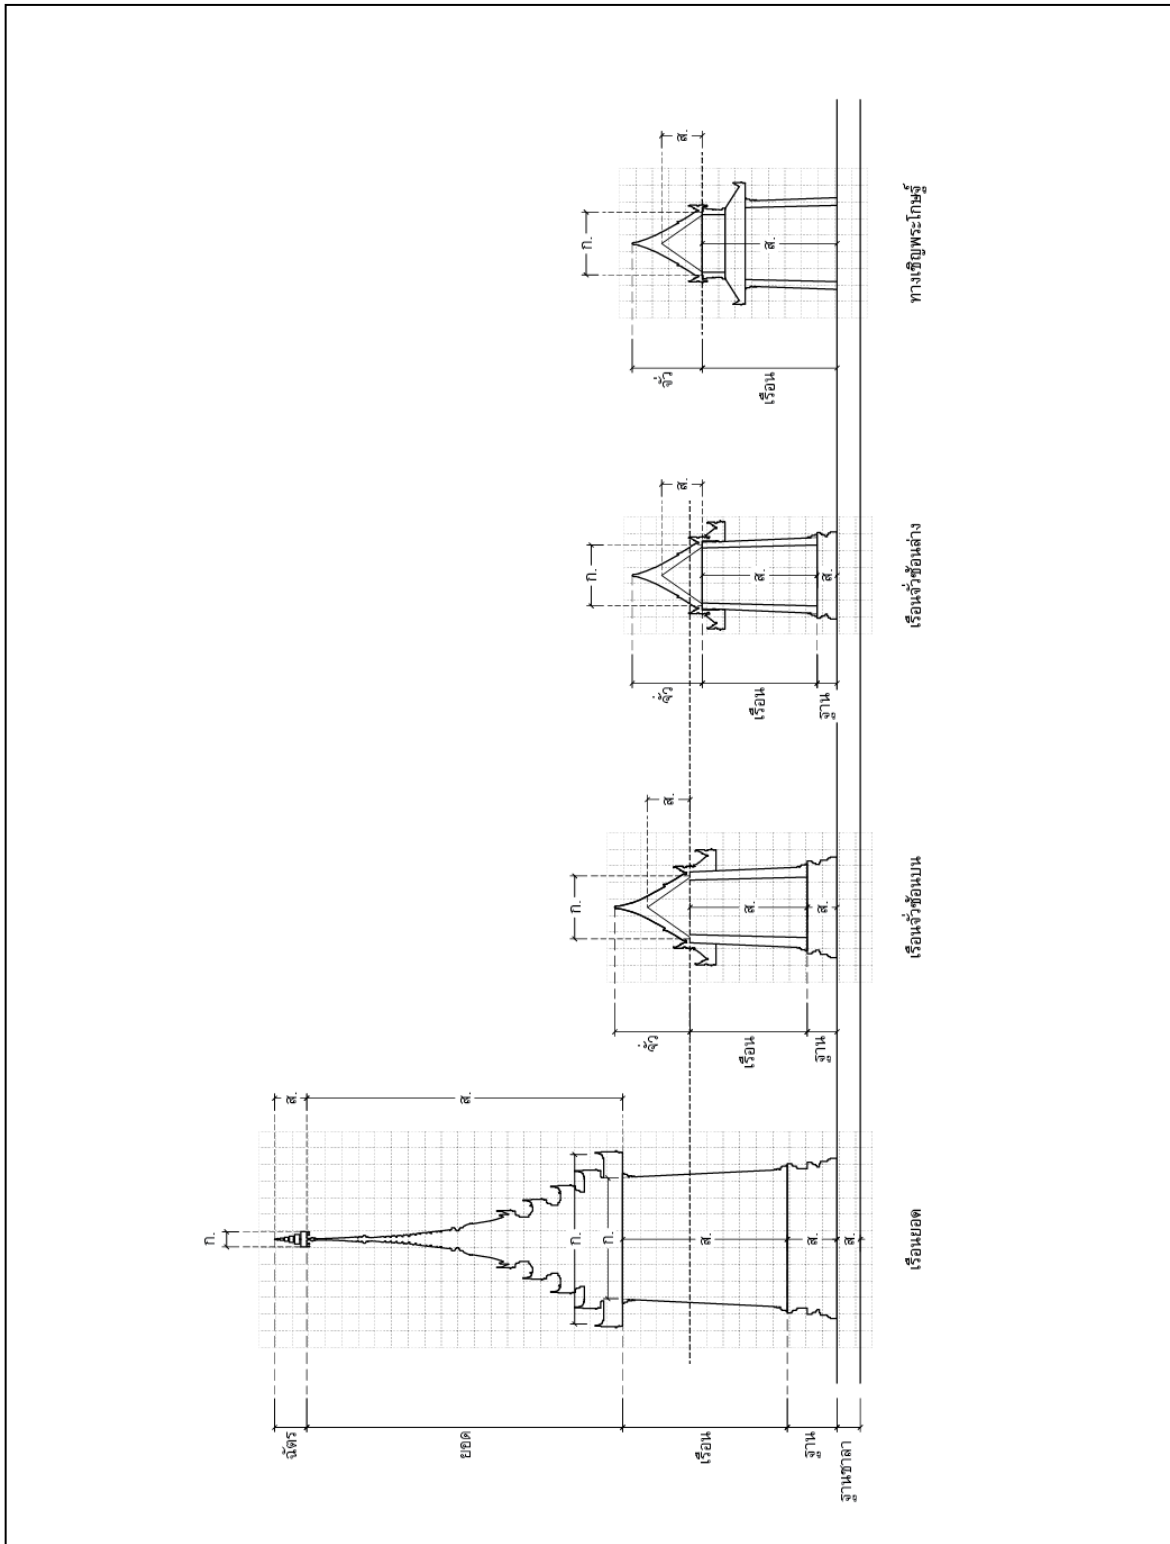 ก.
ฉัตร
ส.
ยอด
ส.
ก.
ก.
เรือน
ส.
ฐาน
ส.
ฐานชาลา
ส.
เรือนยอด
ก.
จั่ว
ส.
เรือน
ส.
ฐาน
ส.
เรือนจั่วซ้อนบน
ก.
จั่ว
ส.
เรือน
ส.
ฐาน
ส.
เรือนจั่วซ้อนล่าง
ก.
จั่ว
ส.
เรือน
ส.
ทางเชิญพระโกษฐ์